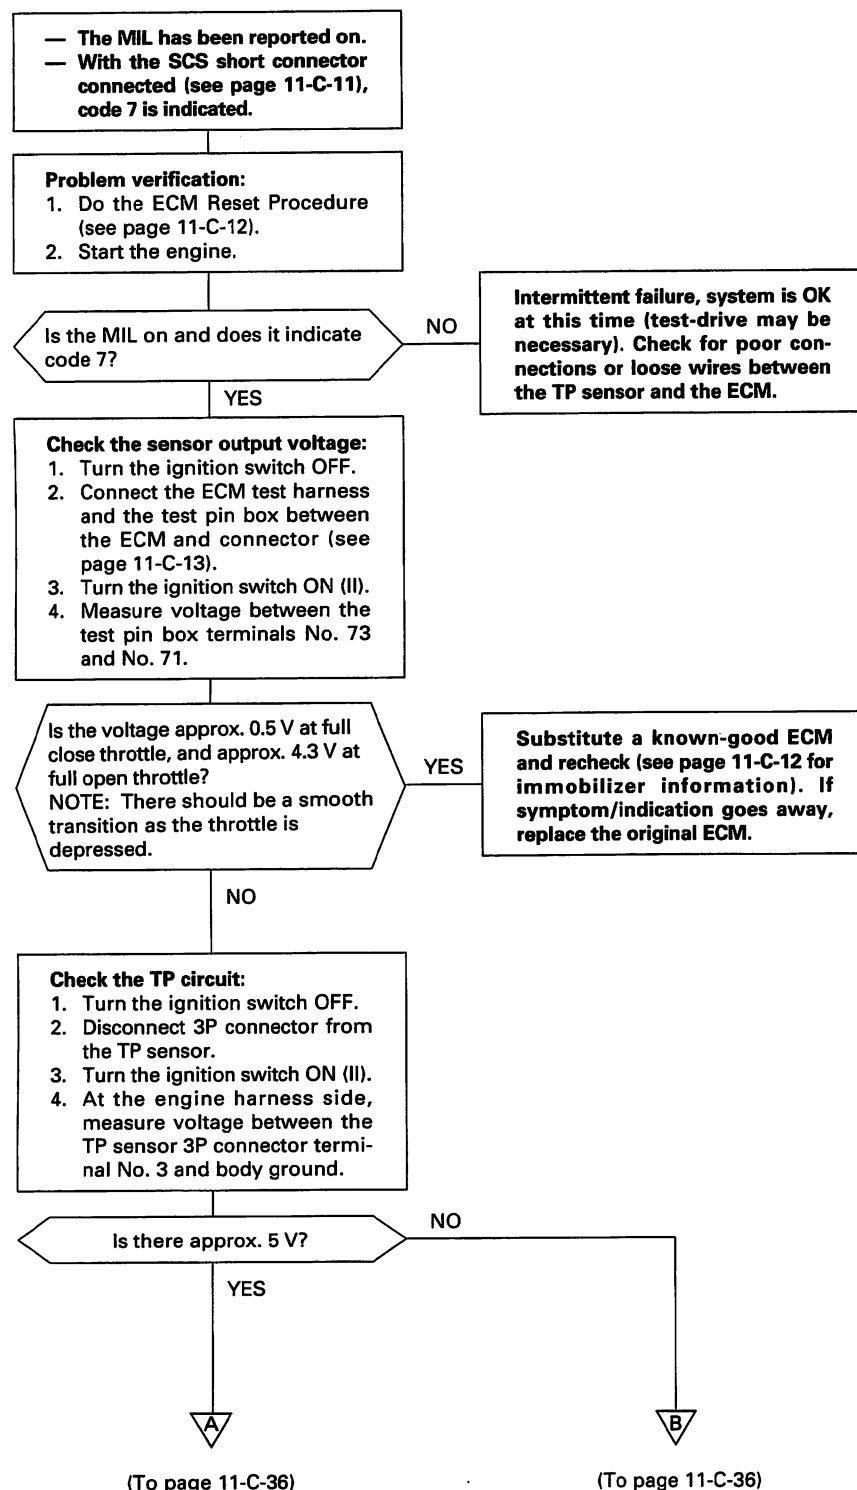 — The MIL has been reported on.
— With the SCS short connector
connected (see page 11-C-11),
code 7 is indicated.
Problem verification:
1. Do the ECM Reset Procedure
(see page 11-C-12).
2. Start the engine.
Is the MIL on and does it indicate
code 7?
NO
Intermittent failure, system is OK
at this time (test-drive may be
necessary). Check for poor con-
nections or loose wires between
the TP sensor and the ECM.
YES
Check the sensor output voltage:
1. Turn the ignition switch OFF.
2. Connect the ECM test harness
and the test pin box between
the ECM and connector (see
page 11-C-13).
3. Turn the ignition switch ON (II).
4. Measure voltage between the
test pin box terminals No. 73
and No. 71.
Is the voltage approx. 0.5 V at full
close throttle, and approx. 4.3 V at
full open throttle?
NOTE: There should be a smooth
transition as the throttle is
depressed.
YES
Substitute a known-good ECM
and recheck (see page 11-C-12 for
immobilizer information). If
symptom/indication goes away,
replace the original ECM.
NO
Check the TP circuit:
1. Turn the ignition switch OFF.
2. Disconnect 3P connector from
the TP sensor.
3. Turn the ignition switch ON (II).
4. At the engine harness side,
measure voltage between the
TP sensor 3P connector termi-
nal No. 3 and body ground.
Is there approx. 5 V?
NO
YES
A
B
(To page 11-C-36)
(To page 11-C-36)